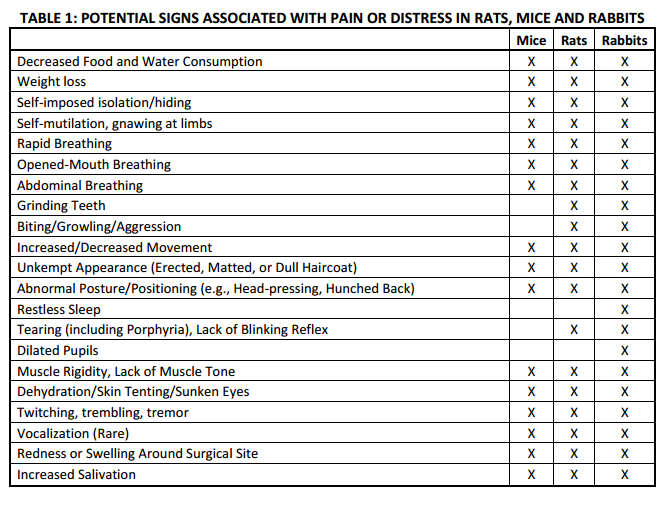 TABLE 1: POTENTIAL SIGNS ASSOCIATED WITH PAIN OR DISTRESS IN RATS, MICE AND RABBITS
Mice Rats Rabbits
Decreased Food and Water Consumption X X X
Weight loss X X X
Self-imposed isolation/hiding X X X
Self-mutilation, gnawing at limbs X X X
Rapid Breathing X X X
Opened-Mouth Breathing X X X
Abdominal Breathing X X X
Grinding Teeth X X
Biting/Growling/Aggression X X
Increased/Decreased Movement X X X
Unkempt Appearance (Erected, Matted, or Dull Haircoat) X X X
Abnormal Posture/Positioning (e.g., Head-pressing, Hunched Back) X X X
Restless Sleep X
Tearing (including Porphyria), Lack of Blinking Reflex X X
Dilated Pupils X
Muscle Rigidity, Lack of Muscle Tone X X X
Dehydration/Skin Tenting/Sunken Eyes X X X
Twitching, trembling, tremor X X X
Vocalization (Rare) X X X
Redness or Swelling Around Surgical Site X X X
Increased Salivation X X X